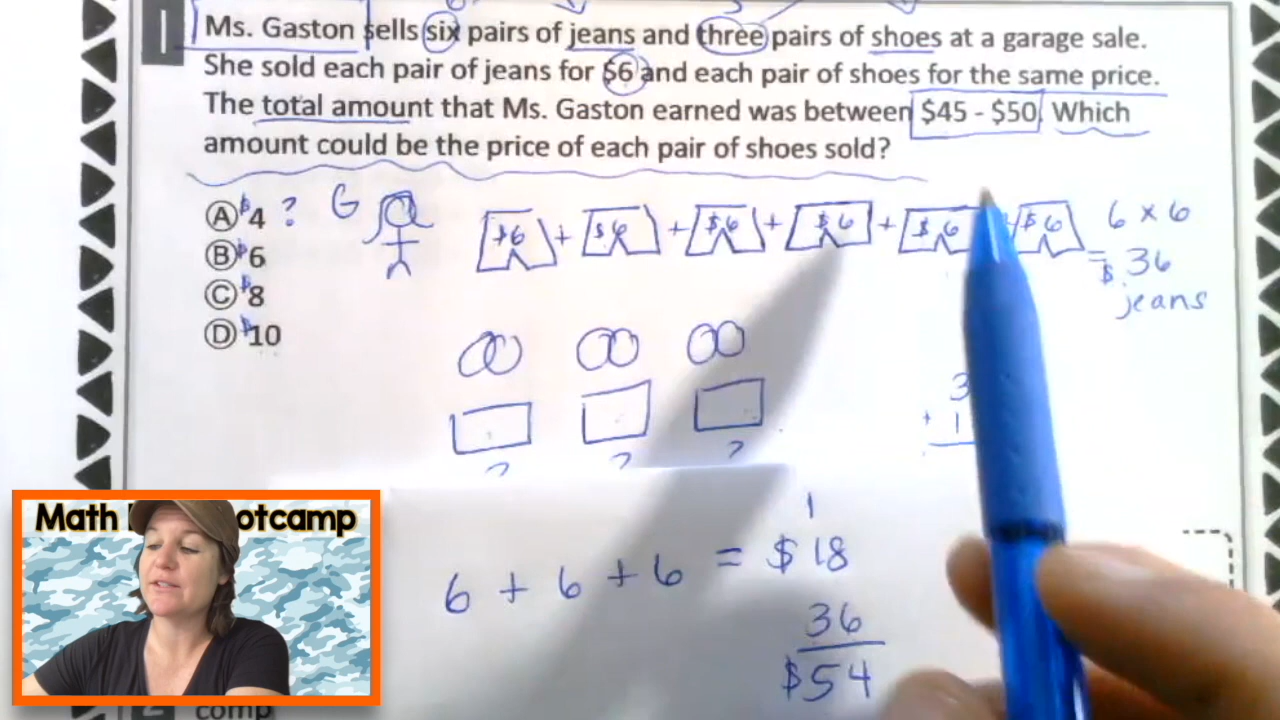 1 Ms. Gaston sells six pairs of jeans and three pairs of shoes at a garage sale.
She sold each pair of jeans for $6 and each pair of shoes for the same price.
The total amount that Ms. Gaston earned was between $45 - $50. Which
amount could be the price of each pair of shoes sold?
Ⓐ $4 ? G
Ⓑ $6
Ⓒ $8
Ⓓ $10
$6 + $6 + $6 + $6 + $6 $6 6 x 6
= $36
jeans
3
+ 1
? ? ?
1
6 + 6 + 6 = $18
36
$54
Math otcamp
comp